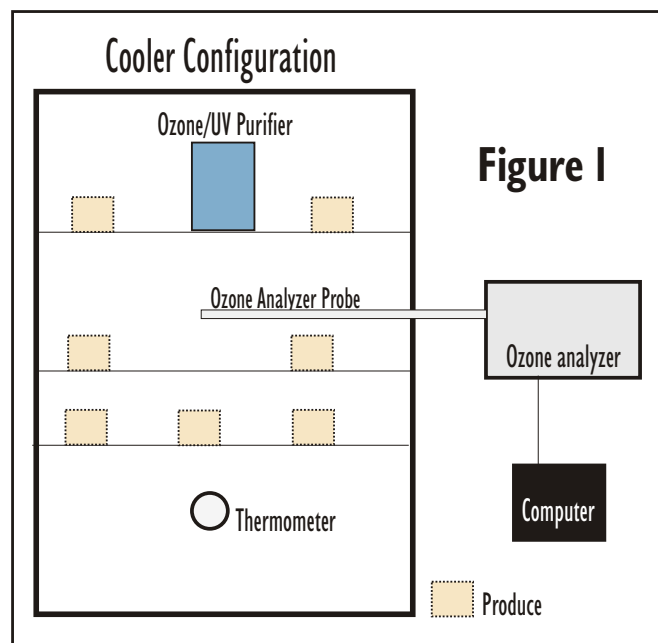 Cooler Configuration
Ozone/UV Purifier
Figure I
Ozone Analyzer Probe
Ozone analyzer
Computer
Thermometer
Produce